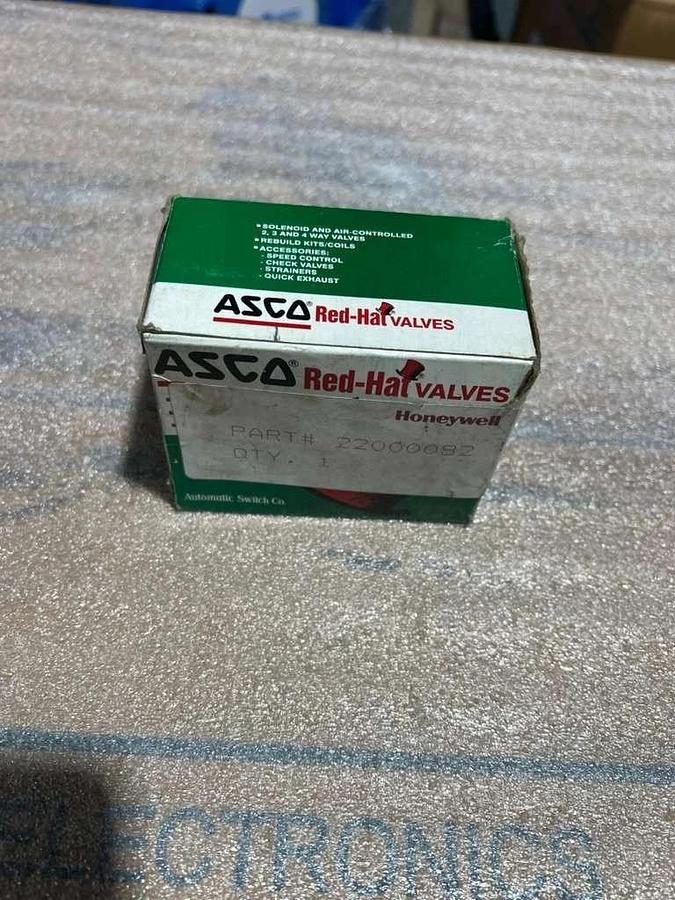 ▪SOLENOID AND AIR-CONTROLLED
2, 3 AND 4 WAY VALVES
▪REBUILD KITS/COILS
▪ACCESSORIES:
- SPEED CONTROL
- CHECK VALVES
- STRAINERS
- QUICK EXHAUST
ASCO® Red-Hat VALVES
ASCO® Red-Hat VALVES
Honeywell
PART# 22000082
QTY. 1
Automatic Switch Co.
ELECTRONICS